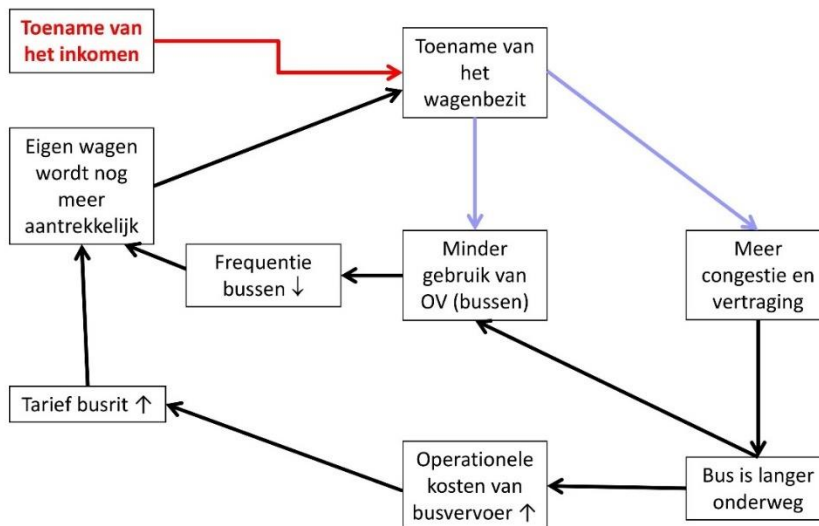 Toename van
het inkomen
Toename van
het
wagenbezit
Eigen wagen
wordt nog
meer
aantrekkelijk
Frequentie
bussen ↓
Minder
gebruik van
OV (bussen)
Meer
congestie en
vertraging
Tarief busrit ↑
Operationele
kosten van
busvervoer ↑
Bus is langer
onderweg